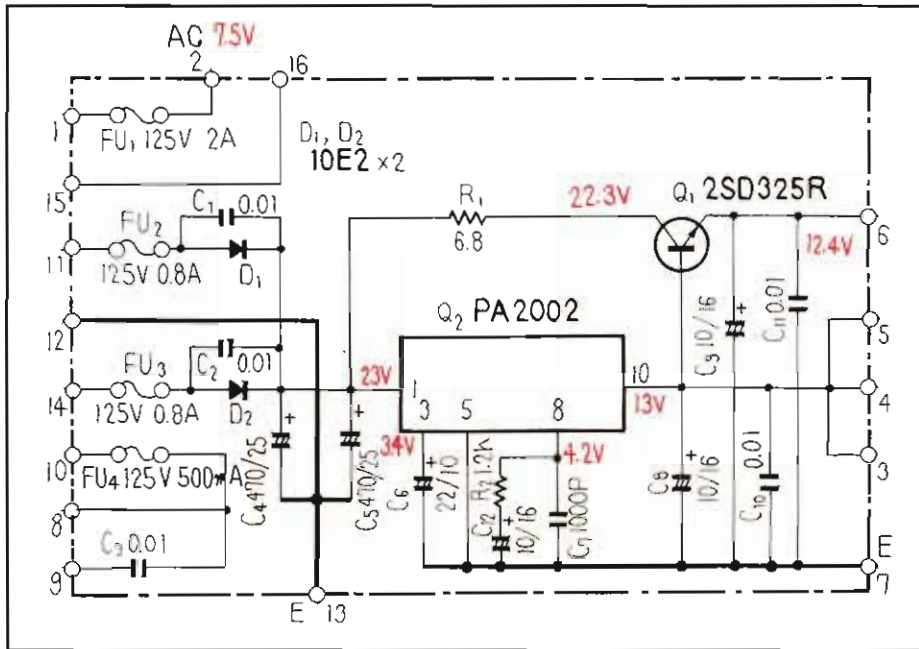 AC 7.5V
2
16
1
FU1 125V 2A
D1, D2
10E2 ×2
15
C1 0.01
FU2
11
125V 0.8A
D1
R1
6.8
22.3V
Q1 2SD325R
6
12.4V
12
C2
0.01
FU3
14
125V 0.8A
D2
23V
Q2 PA2002
1
3
5
8
10
13V
C9 10/16
C11 0.01
5
4
3
10
FU4 125V 500mA
C4 470/25
C5 470/25
3.4V
C6
22/10
R2 1.2K
C12
10/16
4.2V
C7 1000P
C8
10/16
C10
0.01
8
C3 0.01
9
E
13
E
7
+
+
+
+
+
+